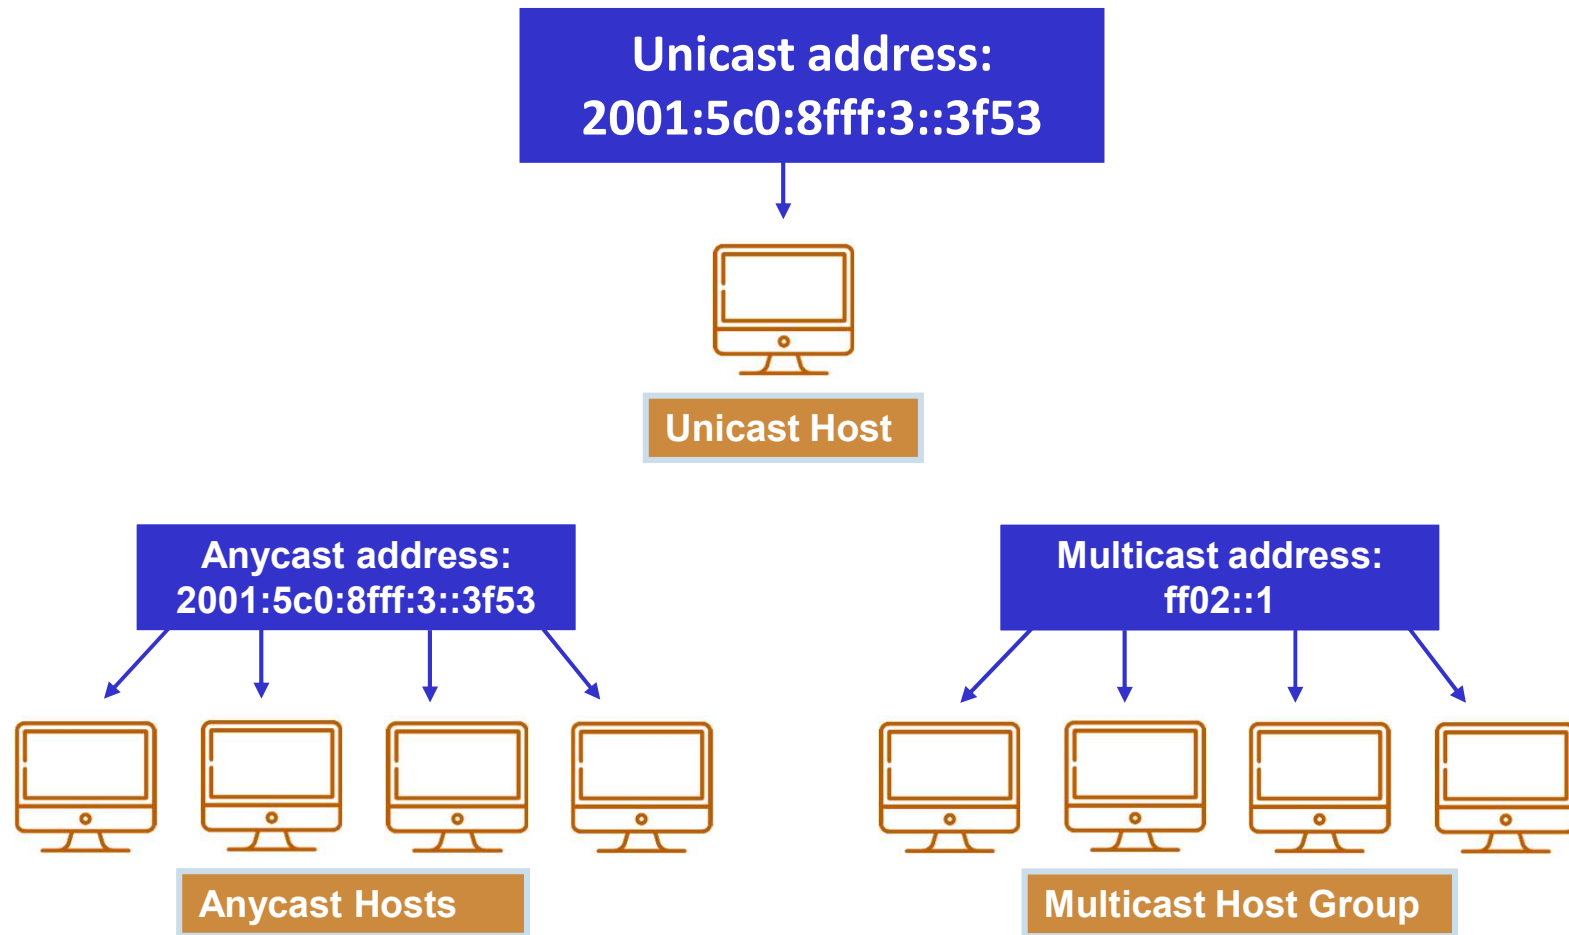 Unicast address:
2001:5c0:8fff:3::3f53
Unicast Host
Anycast address:
2001:5c0:8fff:3::3f53
Multicast address:
ff02::1
Anycast Hosts
Multicast Host Group